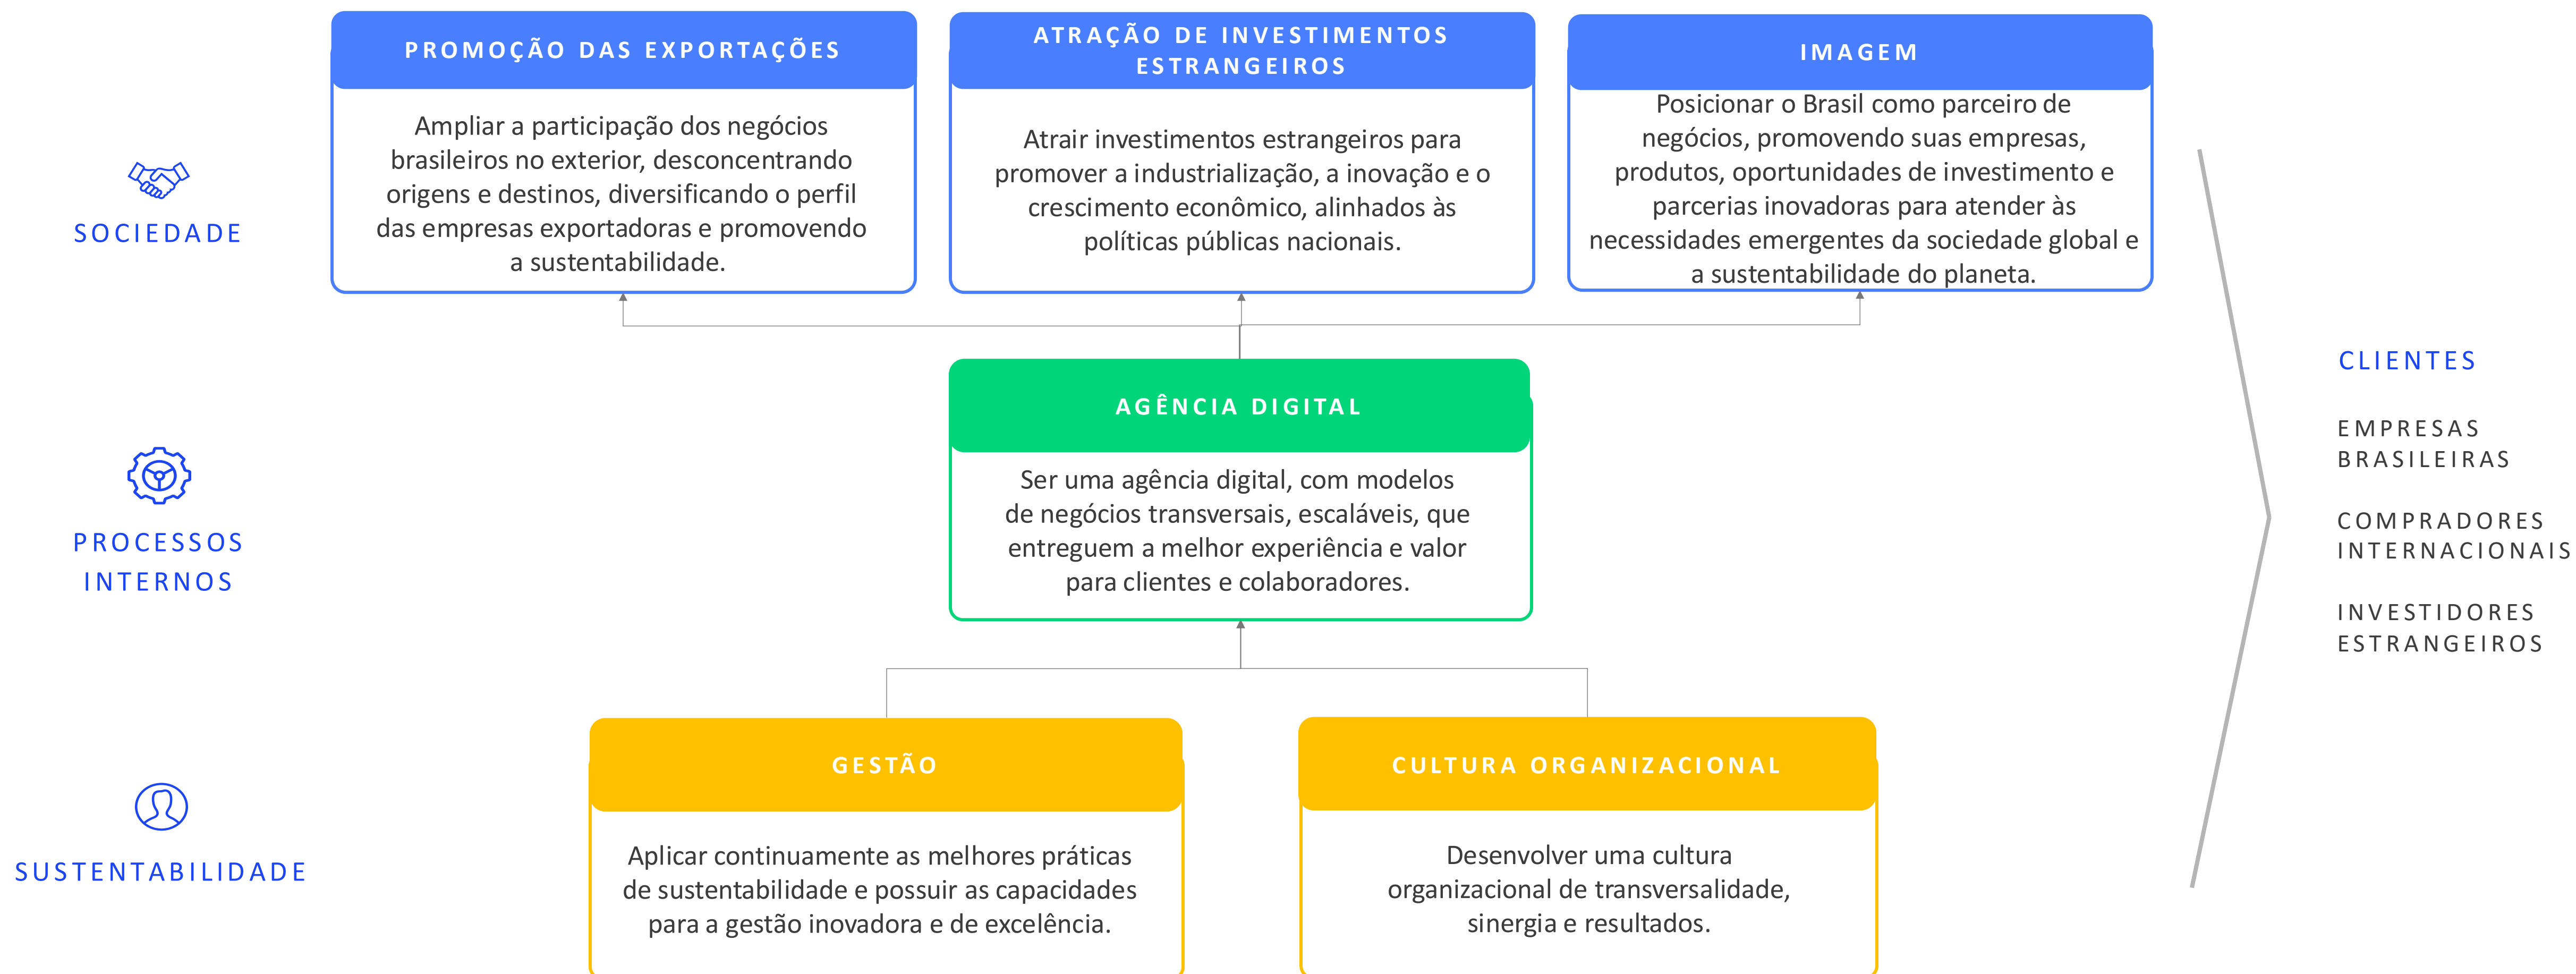 PROMOÇÃO DAS EXPORTAÇÕES
Ampliar a participação dos negócios
brasileiros no exterior, desconcentrando
origens e destinos, diversificando o perfil
das empresas exportadoras e promovendo
a sustentabilidade.
ATRAÇÃO DE INVESTIMENTOS
ESTRANGEIROS
Atrair investimentos estrangeiros para
promover a industrialização, a inovação e o
crescimento econômico, alinhados às
políticas públicas nacionais.
IMAGEM
Posicionar o Brasil como parceiro de
negócios, promovendo suas empresas,
produtos, oportunidades de investimento e
parcerias inovadoras para atender às
necessidades emergentes da sociedade global e
a sustentabilidade do planeta.
SOCIEDADE
AGÊNCIA DIGITAL
Ser uma agência digital, com modelos
de negócios transversais, escaláveis, que
entreguem a melhor experiência e valor
para clientes e colaboradores.
PROCESSOS
INTERNOS
GESTÃO
Aplicar continuamente as melhores práticas
de sustentabilidade e possuir as capacidades
para a gestão inovadora e de excelência.
CULTURA ORGANIZACIONAL
Desenvolver uma cultura
organizacional de transversalidade,
sinergia e resultados.
SUSTENTABILIDADE
CLIENTES
EMPRESAS
BRASILEIRAS
COMPRADORES
INTERNACIONAIS
INVESTIDORES
ESTRANGEIROS